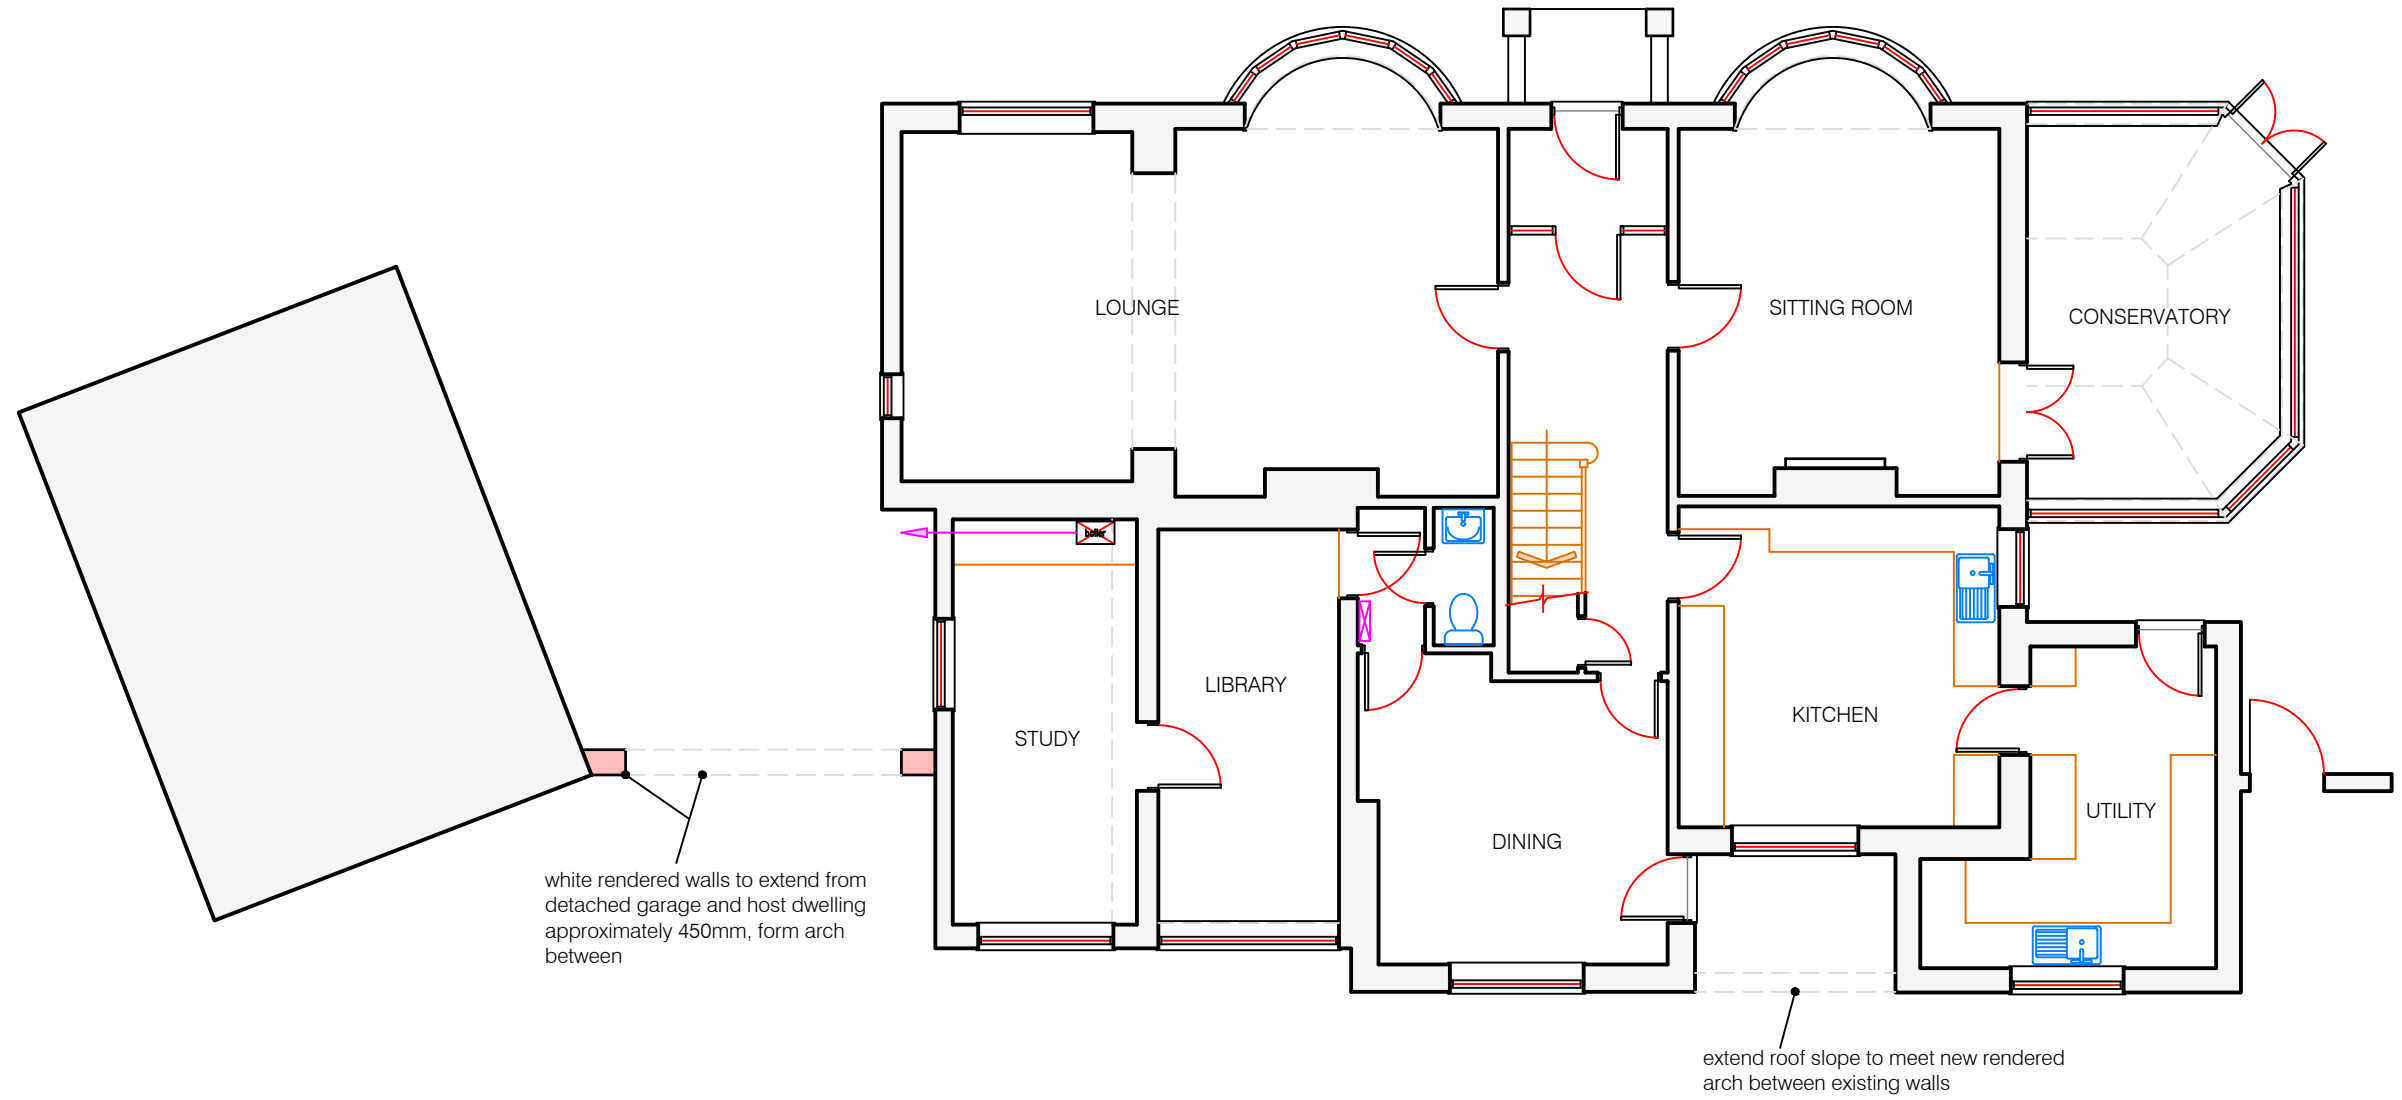 LOUNGE
SITTING ROOM
CONSERVATORY
boiler
LIBRARY
STUDY
KITCHEN
UTILITY
DINING
white rendered walls to extend from
detached garage and host dwelling
approximately 450mm, form arch
between
extend roof slope to meet new rendered
arch between existing walls